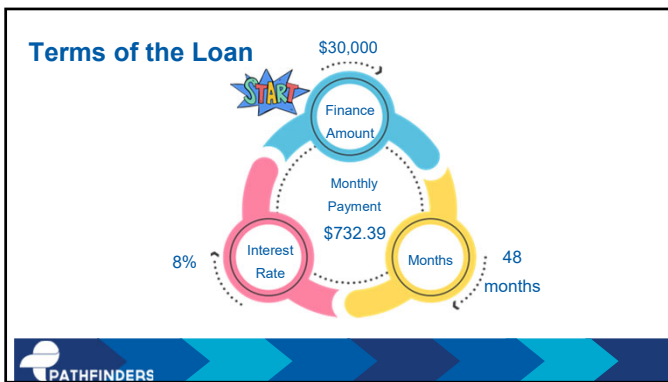 Terms of the Loan
$30,000
START
Finance
Amount
Monthly
Payment
$732.39
Interest
Rate
8%
Months
48
months
PATHFINDERS